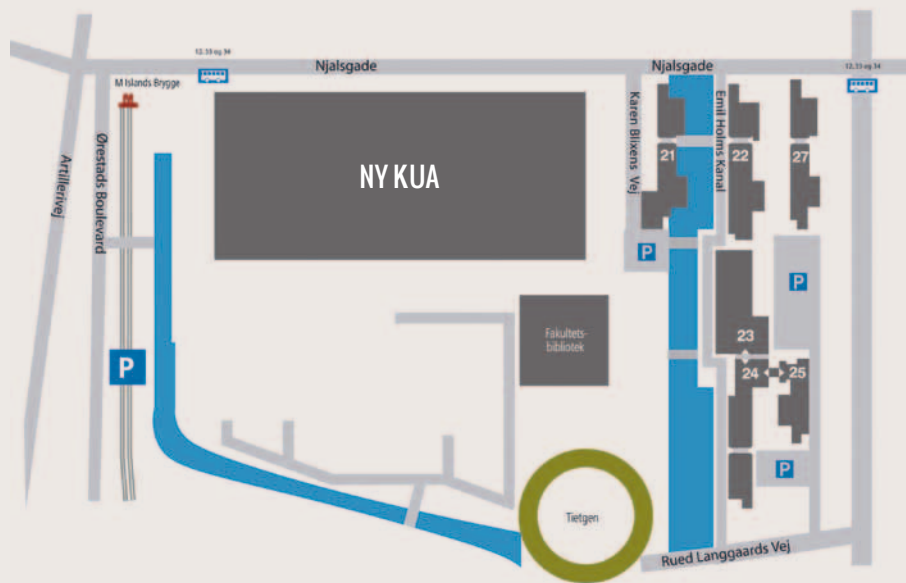 12, 33 og 34
Njalsgade
Njalsgade
12, 33 og 34
M Islands Brygge
M
Artillerivej
Ørestads Boulevard
NY KUA
Karen Blixens Vej
Emil Holms Kanal
21
22
27
P
P
Fakultets-
bibliotek
23
P
24
25
P
Tietgen
Rued Langgaards Vej